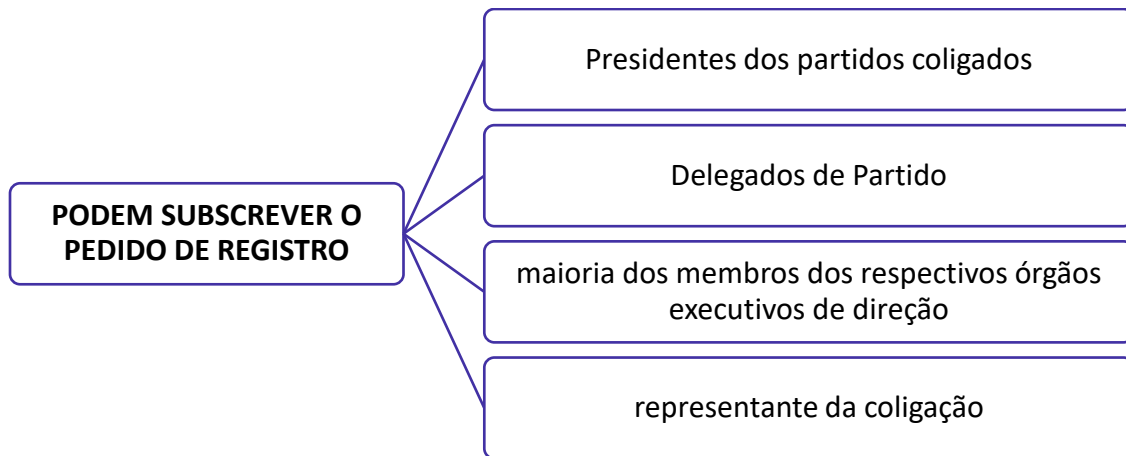 PODEM SUBSCREVER O
PEDIDO DE REGISTRO
Presidentes dos partidos coligados
Delegados de Partido
maioria dos membros dos respectivos órgãos
executivos de direção
representante da coligação